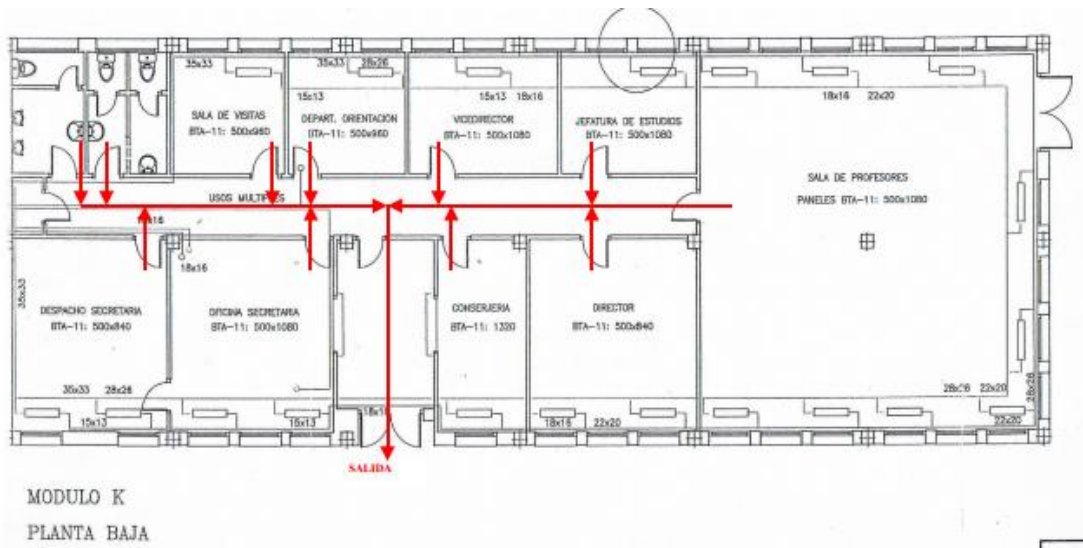 35x33
35x33 28x26
15x13
15x13 18x16
18x16 22x20
SALA DE VISITAS
BTA-11: 500x960
DEPART. ORIENTACIÓN
BTA-11: 500x960
VICEDIRECTOR
BTA-11: 500x1080
JEFATURA DE ESTUDIOS
BTA-11: 500x1080
SALA DE PROFESORES
PANELES BTA-11: 500x1080
USOS MULTIPLES
18x16
35x33
DESPACHO SECRETARIA
BTA-11: 500x840
OFICINA SECRETARIA
BTA-11: 500x1080
CONSERJERIA
BTA-11: 1320
DIRECTOR
BTA-11: 500x840
35x33 28x26
15x13
15x13
18x16 22x20
28x26 22x20
22x20
28x26
SALIDA
MODULO K
PLANTA BAJA